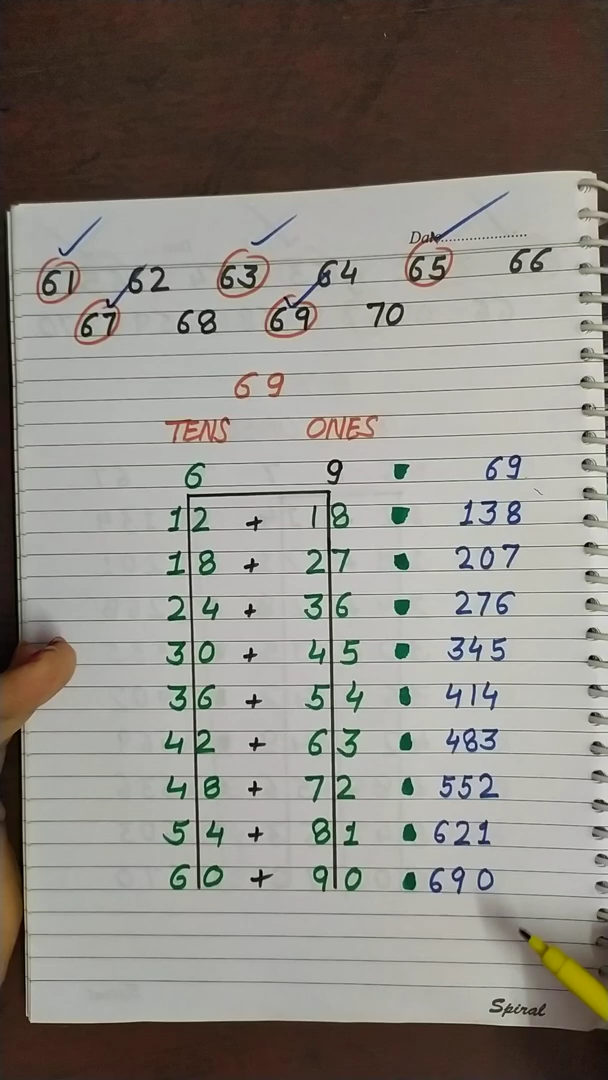 Date
61 62 63 64 65 66
67 68 69 70
69
TENS ONES
6 9 69
12 + 18 138
18 + 27 207
24 + 36 276
30 + 45 345
36 + 54 414
42 + 63 483
48 + 72 552
54 + 81 621
60 + 90 690
Spiral